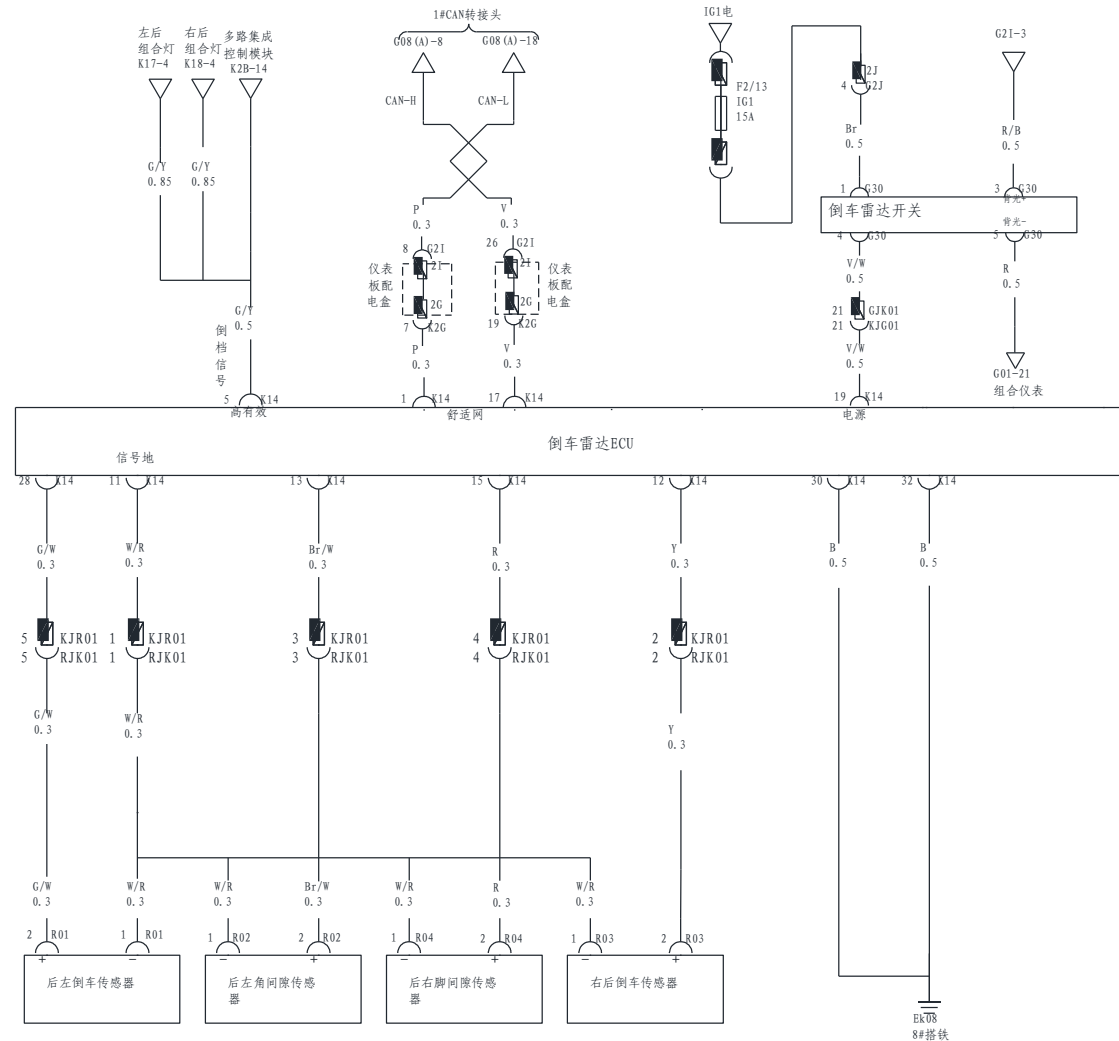 1#CAN转接头
G08(A)-8
G08(A)-18
CAN-H
CAN-L
左后
组合灯
K17-4
右后
组合灯
K18-4
多路集成
控制模块
K2B-14
IG1电
F2/13
IG1
15A
2J
4
G2J
G2I-3
Br
0.5
R/B
0.5
G/Y
0.85
G/Y
0.85
P
0.3
V
0.3
1
G30
3
G30
背光+
倒车雷达开关
背光-
4
G30
5
G30
8
G2I
26
G2I
仪表
板配
电盒
2I
2G
2I
2G
仪表
板配
电盒
7
K2G
19
K2G
V/W
0.5
R
0.5
G/Y
0.5
21
GJK01
21
KJG01
倒
档
信
号
P
0.3
V
0.3
V/W
0.5
G01-21
组合仪表
5
K14
1
K14
17
K14
19
K14
高有效
舒适网
电源
倒车雷达ECU
信号地
28
K14
11
K14
13
K14
15
K14
12
K14
30
K14
32
K14
G/W
0.3
W/R
0.3
Br/W
0.3
R
0.3
Y
0.3
B
0.5
B
0.5
5
KJR01
1
KJR01
3
KJR01
4
KJR01
2
KJR01
5
RJK01
1
RJK01
3
RJK01
4
RJK01
2
RJK01
G/W
0.3
W/R
0.3
Y
0.3
G/W
0.3
W/R
0.3
W/R
0.3
Br/W
0.3
W/R
0.3
R
0.3
W/R
0.3
2
R01
1
R01
1
R02
2
R02
1
R04
2
R04
1
R03
2
R03
+
−
−
+
−
+
−
+
后左倒车传感器
后左角间隙传感
器
后右脚间隙传感
器
右后倒车传感器
Ek08
8#搭铁